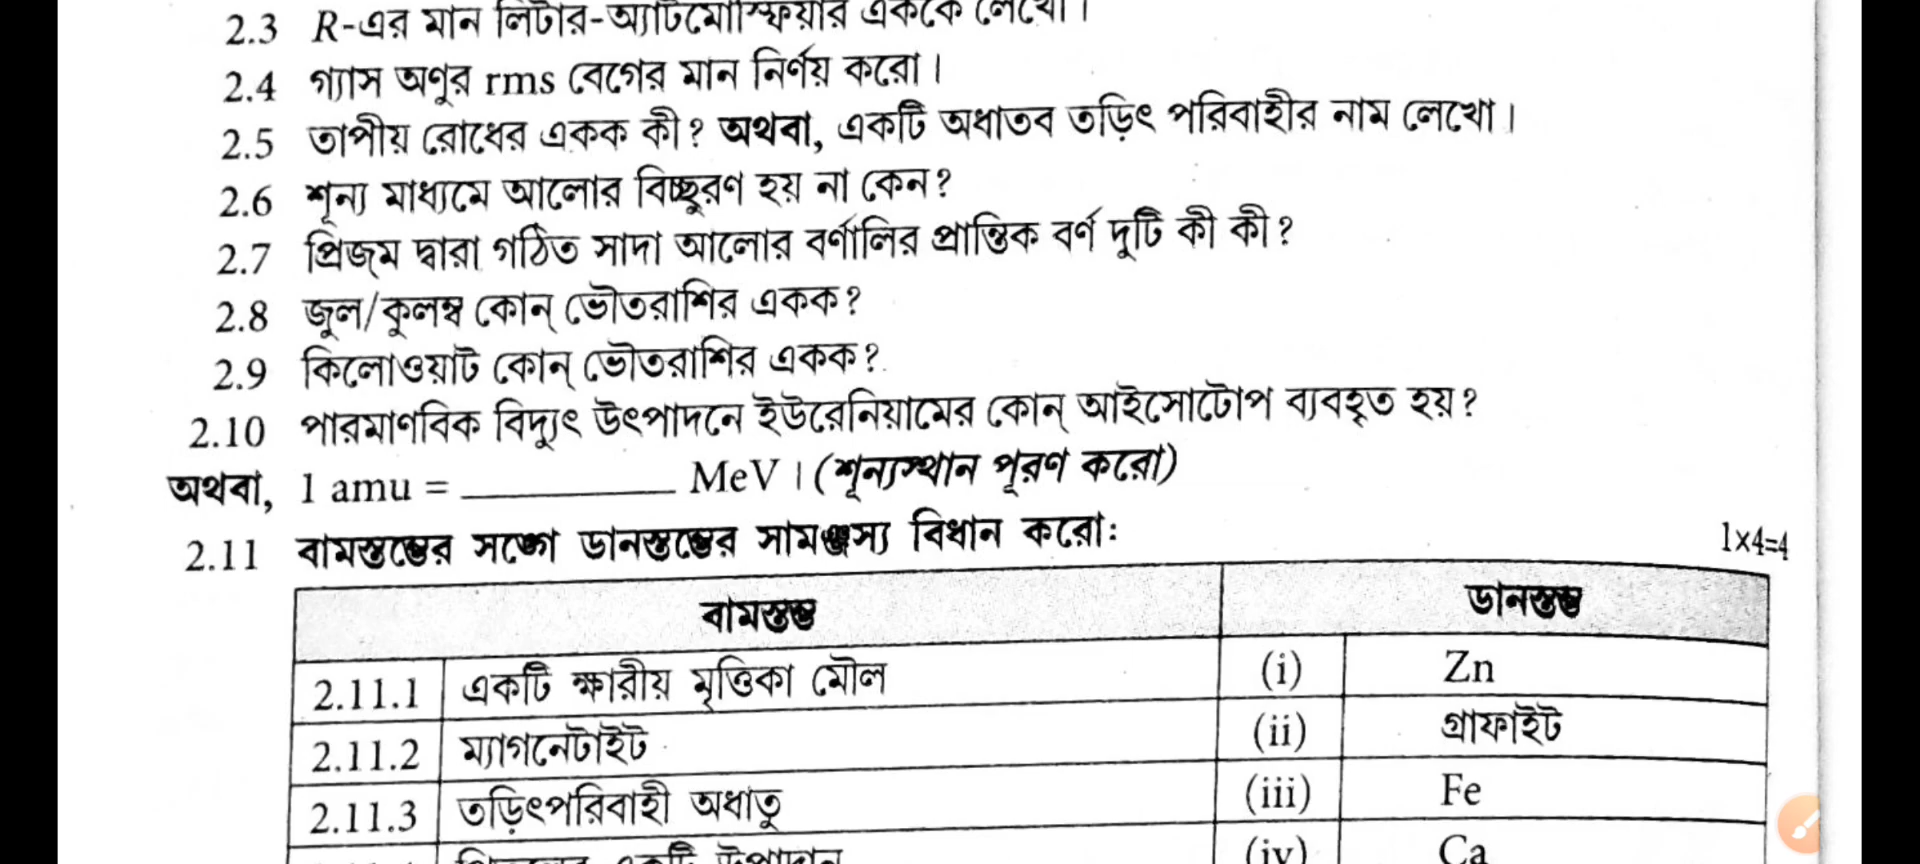 2.3 R-এর মান লিটার-অ্যাটমোস্ফিয়ার এককে লেখো।
2.4 গ্যাস অণুর rms বেগের মান নির্ণয় করো।
2.5 তাপীয় রোধের একক কী? অথবা, একটি অধাতব তড়িৎ পরিবাহীর নাম লেখো।
2.6 শূন্য মাধ্যমে আলোর বিচ্ছুরণ হয় না কেন?
2.7 প্রিজ্‌ম দ্বারা গঠিত সাদা আলোর বর্ণালির প্রান্তিক বর্ণ দুটি কী কী?
2.8 জুল/কুলম্ব কোন্ ভৌতরাশির একক?
2.9 কিলোওয়াট কোন্ ভৌতরাশির একক?
2.10 পারমাণবিক বিদ্যুৎ উৎপাদনে ইউরেনিয়ামের কোন্ আইসোটোপ ব্যবহৃত হয়?
অথবা, 1 amu = __________ MeV। (শূন্যস্থান পূরণ করো)
2.11 বামস্তম্ভের সঙ্গে ডানস্তম্ভের সামঞ্জস্য বিধান করো: 1×4=4
বামস্তম্ভ ডানস্তম্ভ
2.11.1 একটি ক্ষারীয় মৃত্তিকা মৌল (i) Zn
2.11.2 ম্যাগনেটাইট (ii) গ্রাফাইট
2.11.3 তড়িৎপরিবাহী অধাতু (iii) Fe
একটি উপাদান (iv) Ca